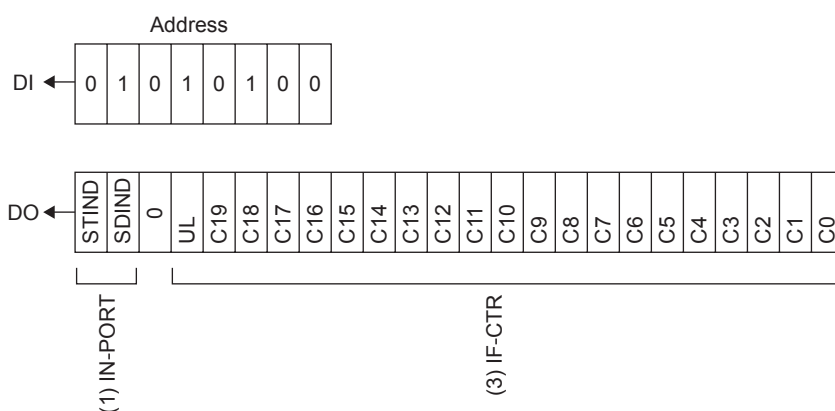 Address
DI 0 1 0 1 0 1 0 0
DO STIND SDIND 0 UL C19 C18 C17 C16 C15 C14 C13 C12 C11 C10 C9 C8 C7 C6 C5 C4 C3 C2 C1 C0
(1) IN-PORT
(3) IF-CTR